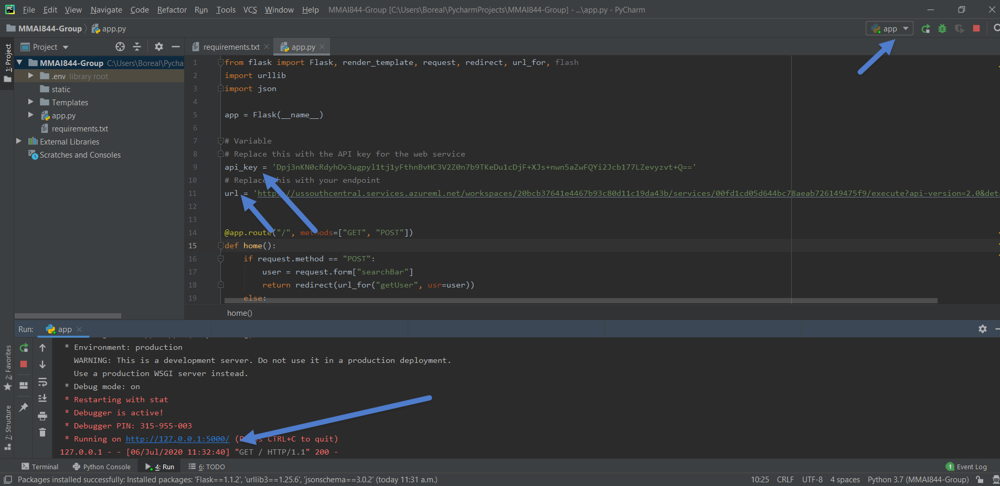 File Edit View Navigate Code Refactor Run Tools VCS Window Help MMAI844-Group [C:\Users\Boreal\PycharmProjects\MMAI844-Group] - ...\app.py - PyCharm
MMAI844-Group app.py
app
1: Project
Project
requirements.txt
app.py
MMAI844-Group C:\Users\Boreal\Pycha
.env library root
static
Templates
app.py
requirements.txt
External Libraries
Scratches and Consoles
1 from flask import Flask, render_template, request, redirect, url_for, flash
2 import urllib
3 import json
4
5 app = Flask(__name__)
6
7 # Variable
8 # Replace this with the API key for the web service
9 api_key = 'Dpj3nKN0cRdyhOv3ugpyl1tj1yFthnBvHC3V2Z0n7b9TKeDu1cDjF+XJs+nwn5aZwFQYi2Jcb177LZevyzvt+Q=='
10 # Replace this with your endpoint
11 url = 'https://ussouthcentral.services.azureml.net/workspaces/20bcb37641e4467b93c80d11c19da43b/services/00fd1cd05d644bc78aeab726149475f9/execute?api-version=2.0&deta
12
13
14 @app.route("/", methods=["GET", "POST"])
15 def home():
16 if request.method == "POST":
17 user = request.form["searchBar"]
18 return redirect(url_for("getUser", usr=user))
19 else:
home()
Run: app
* Environment: production
WARNING: This is a development server. Do not use it in a production deployment.
Use a production WSGI server instead.
* Debug mode: on
* Restarting with stat
* Debugger is active!
* Debugger PIN: 315-955-003
* Running on http://127.0.0.1:5000/ (Press CTRL+C to quit)
127.0.0.1 - - [06/Jul/2020 11:32:40] "GET / HTTP/1.1" 200 -
2: Favorites
7: Structure
Terminal Python Console 4: Run 6: TODO 1 Event Log
Packages installed successfully: Installed packages: 'Flask==1.1.2', 'urllib3==1.25.6', 'jsonschema==3.0.2' (today 11:31 a.m.) 10:25 CRLF UTF-8 4 spaces Python 3.7 (MMAI844-Group)